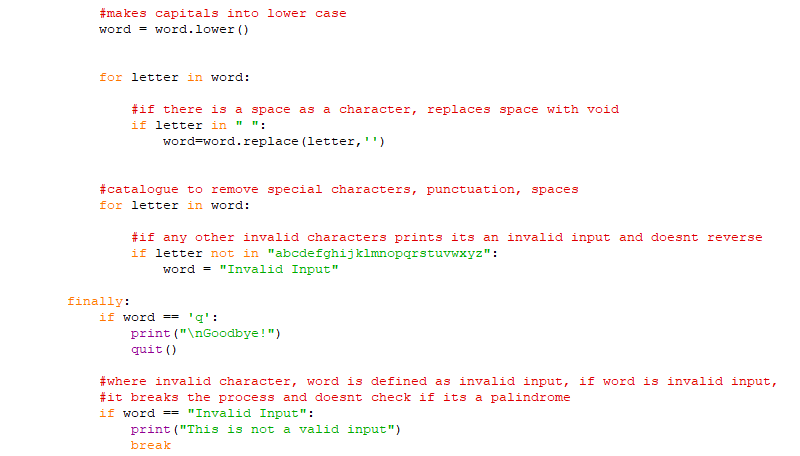 #makes capitals into lower case
word = word.lower()
for letter in word:
#if there is a space as a character, replaces space with void
if letter in " ":
word=word.replace(letter,'')
#catalogue to remove special characters, punctuation, spaces
for letter in word:
#if any other invalid characters prints its an invalid input and doesnt reverse
if letter not in "abcdefghijklmnopqrstuvwxyz":
word = "Invalid Input"
finally:
if word == 'q':
print("\nGoodbye!")
quit()
#where invalid character, word is defined as invalid input, if word is invalid input,
#it breaks the process and doesnt check if its a palindrome
if word == "Invalid Input":
print("This is not a valid input")
break